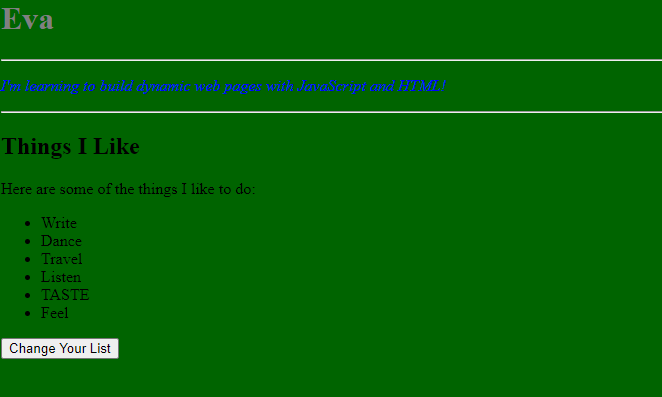 Eva
I'm learning to build dynamic web pages with JavaScript and HTML!
Things I Like
Here are some of the things I like to do:
Write
Dance
Travel
Listen
TASTE
Feel
Change Your List